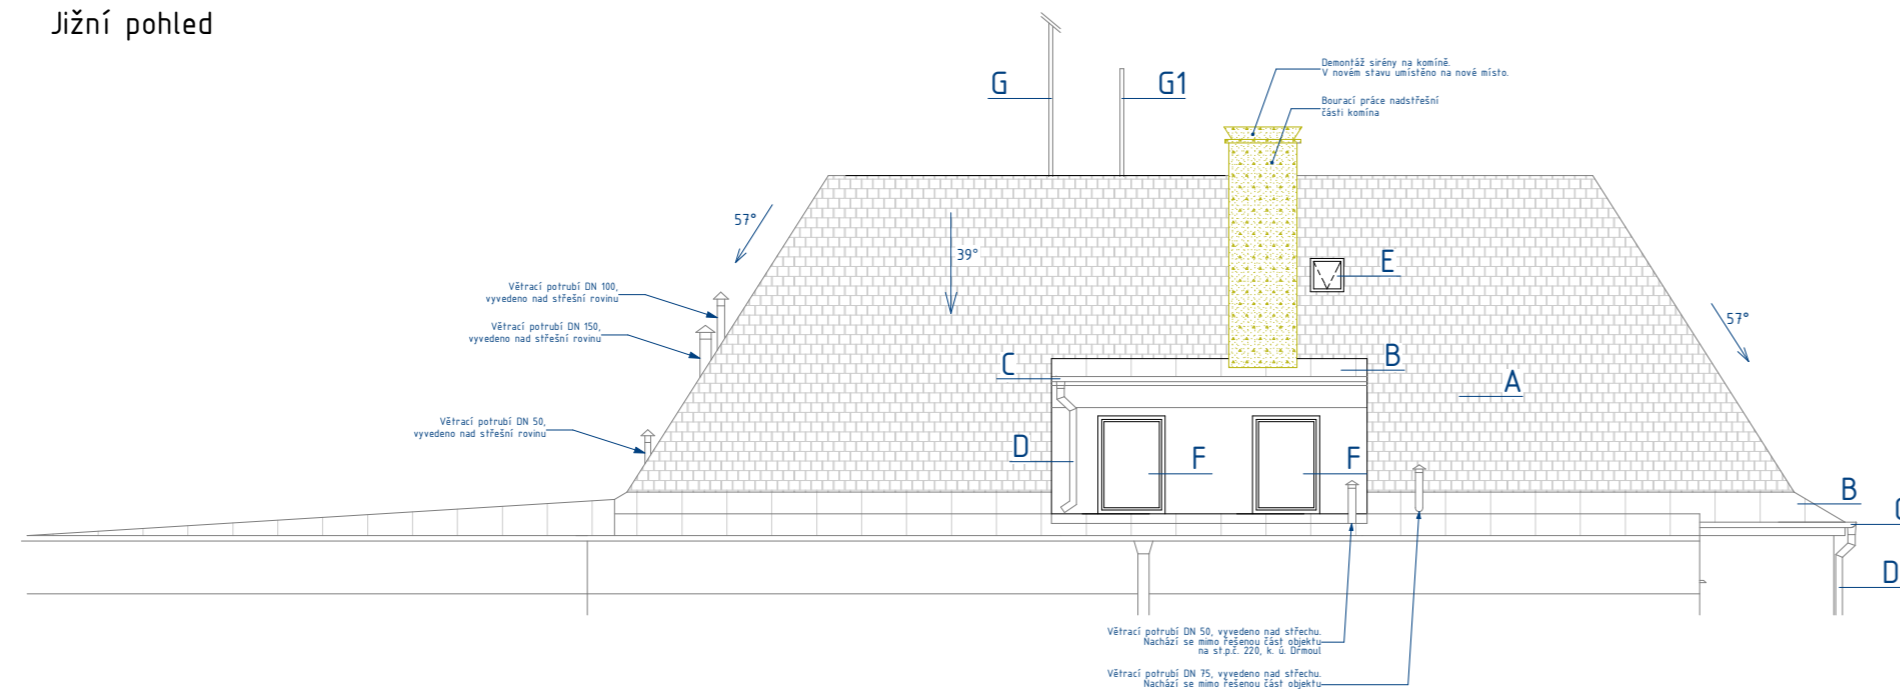 Jižní pohled
G
G1
Demontáž sirény na komíně.
V novém stavu umístěno na nové místo.
Bourací práce nadstřešní
části komína
57°
39°
E
57°
Větrací potrubí DN 100,
vyvedeno nad střešní rovinu
Větrací potrubí DN 150,
vyvedeno nad střešní rovinu
C
B
A
Větrací potrubí DN 50,
vyvedeno nad střešní rovinu
D
F
F
B
D
Větrací potrubí DN 50, vyvedeno nad střechu.
Nachází se mimo řešenou část objektu
na st.p.č. 220, k. ú. Drmoul
Větrací potrubí DN 75, vyvedeno nad střechu.
Nachází se mimo řešenou část objektu